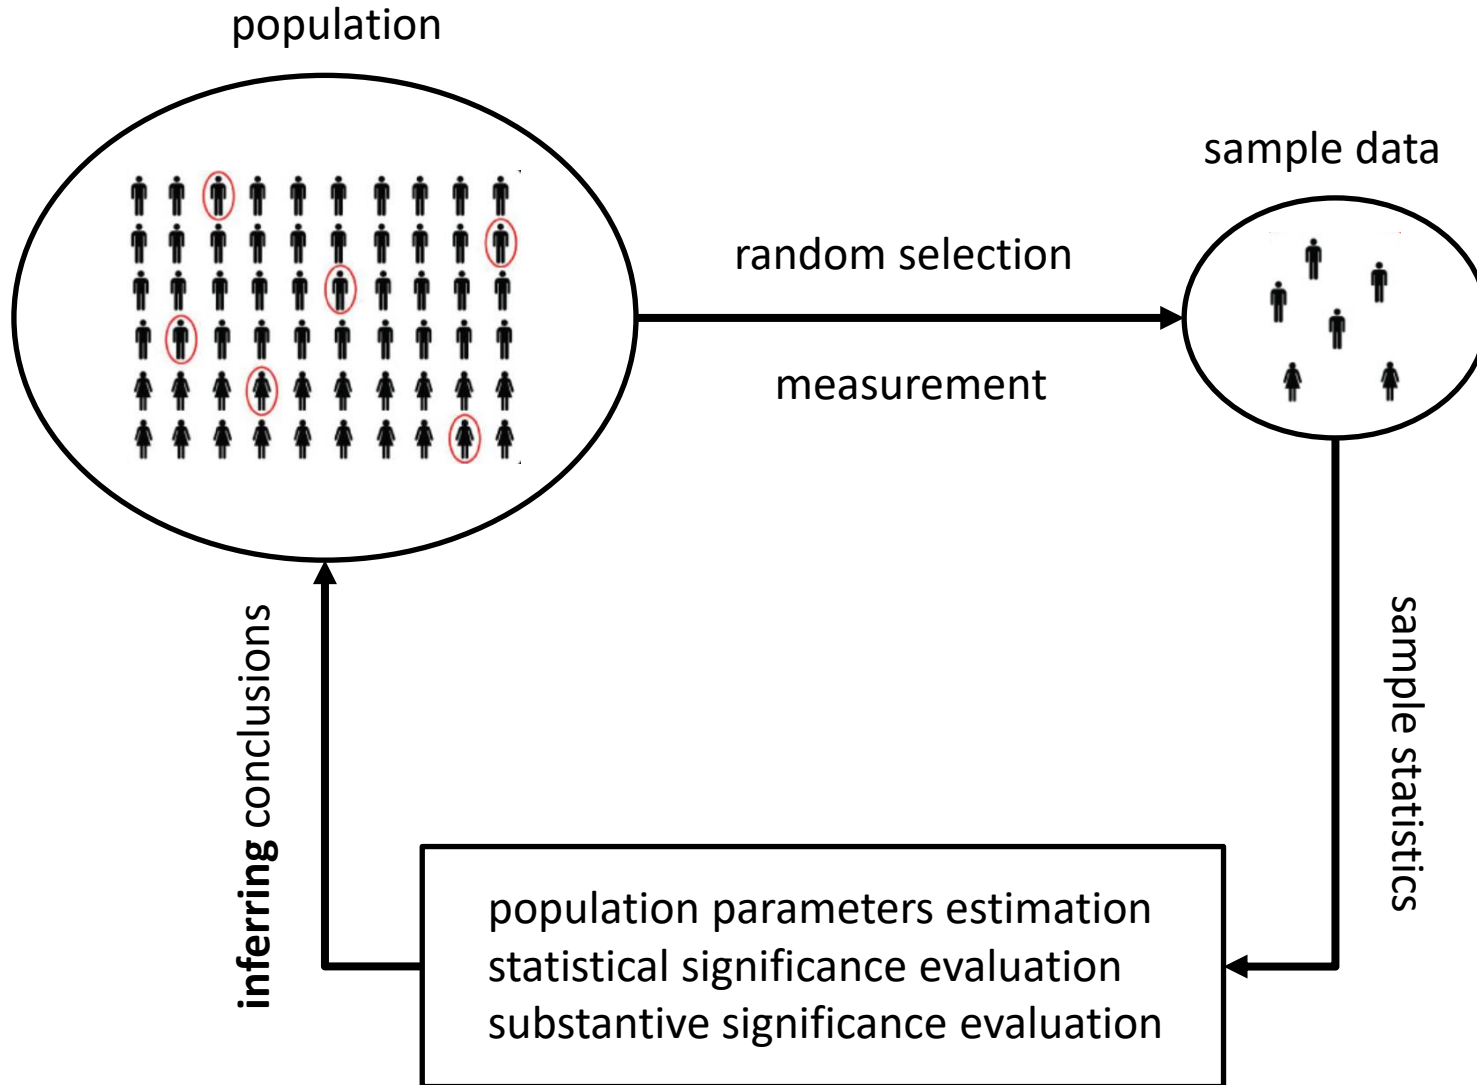 population
sample data
random selection
measurement
sample statistics
inferring conclusions
population parameters estimation
statistical significance evaluation
substantive significance evaluation